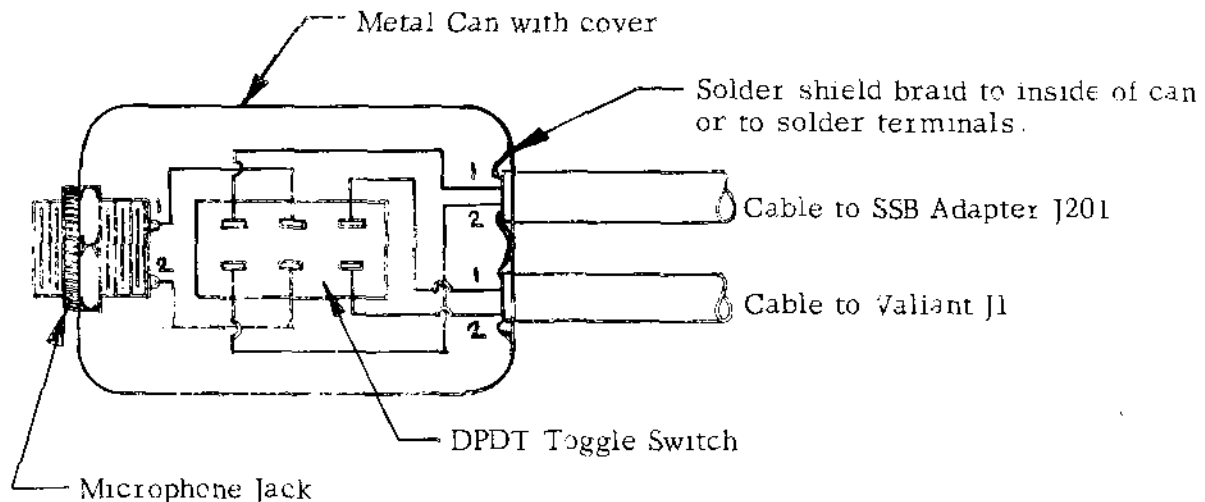 Metal Can with cover
Solder shield braid to inside of can
or to solder terminals.
1
1
2
Cable to SSB Adapter J201
2
1
Cable to Valiant J1
2
DPDT Toggle Switch
Microphone Jack